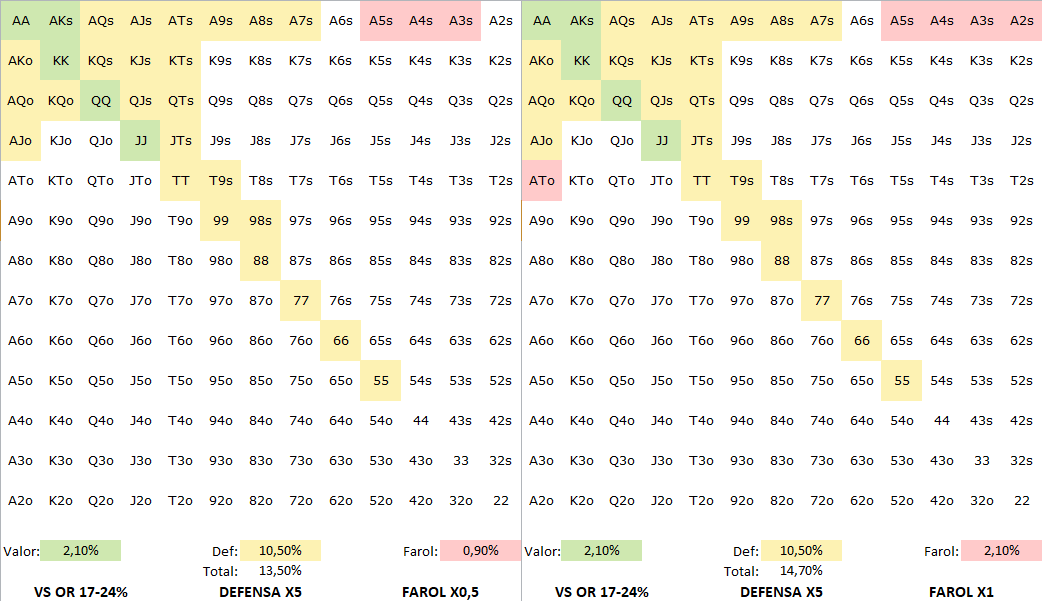 AA AKs AQs AJs ATs A9s A8s A7s A6s A5s A4s A3s A2s AA AKs AQs AJs ATs A9s A8s A7s A6s A5s A4s A3s A2s
AKo KK KQs KJs KTs K9s K8s K7s K6s K5s K4s K3s K2s AKo KK KQs KJs KTs K9s K8s K7s K6s K5s K4s K3s K2s
AQo KQo QQ QJs QTs Q9s Q8s Q7s Q6s Q5s Q4s Q3s Q2s AQo KQo QQ QJs QTs Q9s Q8s Q7s Q6s Q5s Q4s Q3s Q2s
AJo KJo QJo JJ JTs J9s J8s J7s J6s J5s J4s J3s J2s AJo KJo QJo JJ JTs J9s J8s J7s J6s J5s J4s J3s J2s
ATo KTo QTo JTo TT T9s T8s T7s T6s T5s T4s T3s T2s ATo KTo QTo JTo TT T9s T8s T7s T6s T5s T4s T3s T2s
A9o K9o Q9o J9o T9o 99 98s 97s 96s 95s 94s 93s 92s A9o K9o Q9o J9o T9o 99 98s 97s 96s 95s 94s 93s 92s
A8o K8o Q8o J8o T8o 98o 88 87s 86s 85s 84s 83s 82s A8o K8o Q8o J8o T8o 98o 88 87s 86s 85s 84s 83s 82s
A7o K7o Q7o J7o T7o 97o 87o 77 76s 75s 74s 73s 72s A7o K7o Q7o J7o T7o 97o 87o 77 76s 75s 74s 73s 72s
A6o K6o Q6o J6o T6o 96o 86o 76o 66 65s 64s 63s 62s A6o K6o Q6o J6o T6o 96o 86o 76o 66 65s 64s 63s 62s
A5o K5o Q5o J5o T5o 95o 85o 75o 65o 55 54s 53s 52s A5o K5o Q5o J5o T5o 95o 85o 75o 65o 55 54s 53s 52s
A4o K4o Q4o J4o T4o 94o 84o 74o 64o 54o 44 43s 42s A4o K4o Q4o J4o T4o 94o 84o 74o 64o 54o 44 43s 42s
A3o K3o Q3o J3o T3o 93o 83o 73o 63o 53o 43o 33 32s A3o K3o Q3o J3o T3o 93o 83o 73o 63o 53o 43o 33 32s
A2o K2o Q2o J2o T2o 92o 82o 72o 62o 52o 42o 32o 22 A2o K2o Q2o J2o T2o 92o 82o 72o 62o 52o 42o 32o 22
Valor: 2,10% Def: 10,50% Farol: 0,90% Valor: 2,10% Def: 10,50% Farol: 2,10%
Total: 13,50% Total: 14,70%
VS OR 17-24% DEFENSA X5 FAROL X0,5 VS OR 17-24% DEFENSA X5 FAROL X1